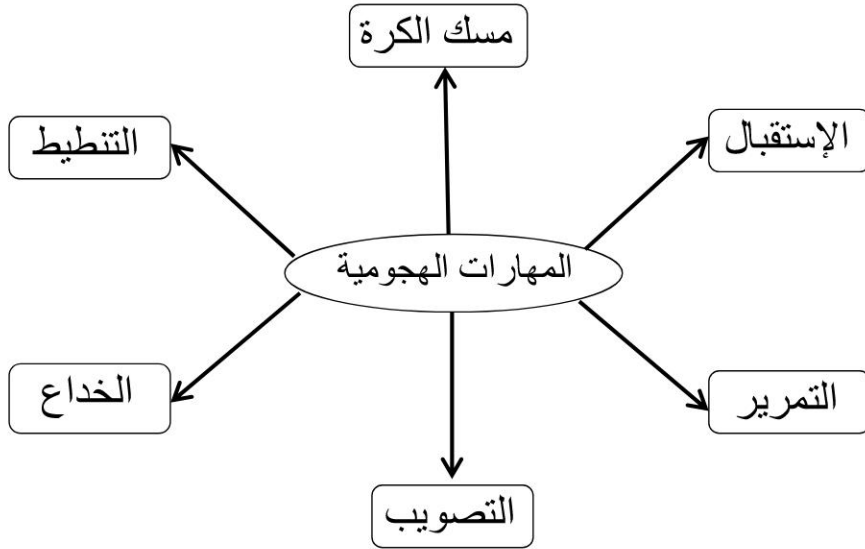 مسك الكرة
الإستقبال
التنطيط
المهارات الهجومية
التمرير
الخداع
التصويب